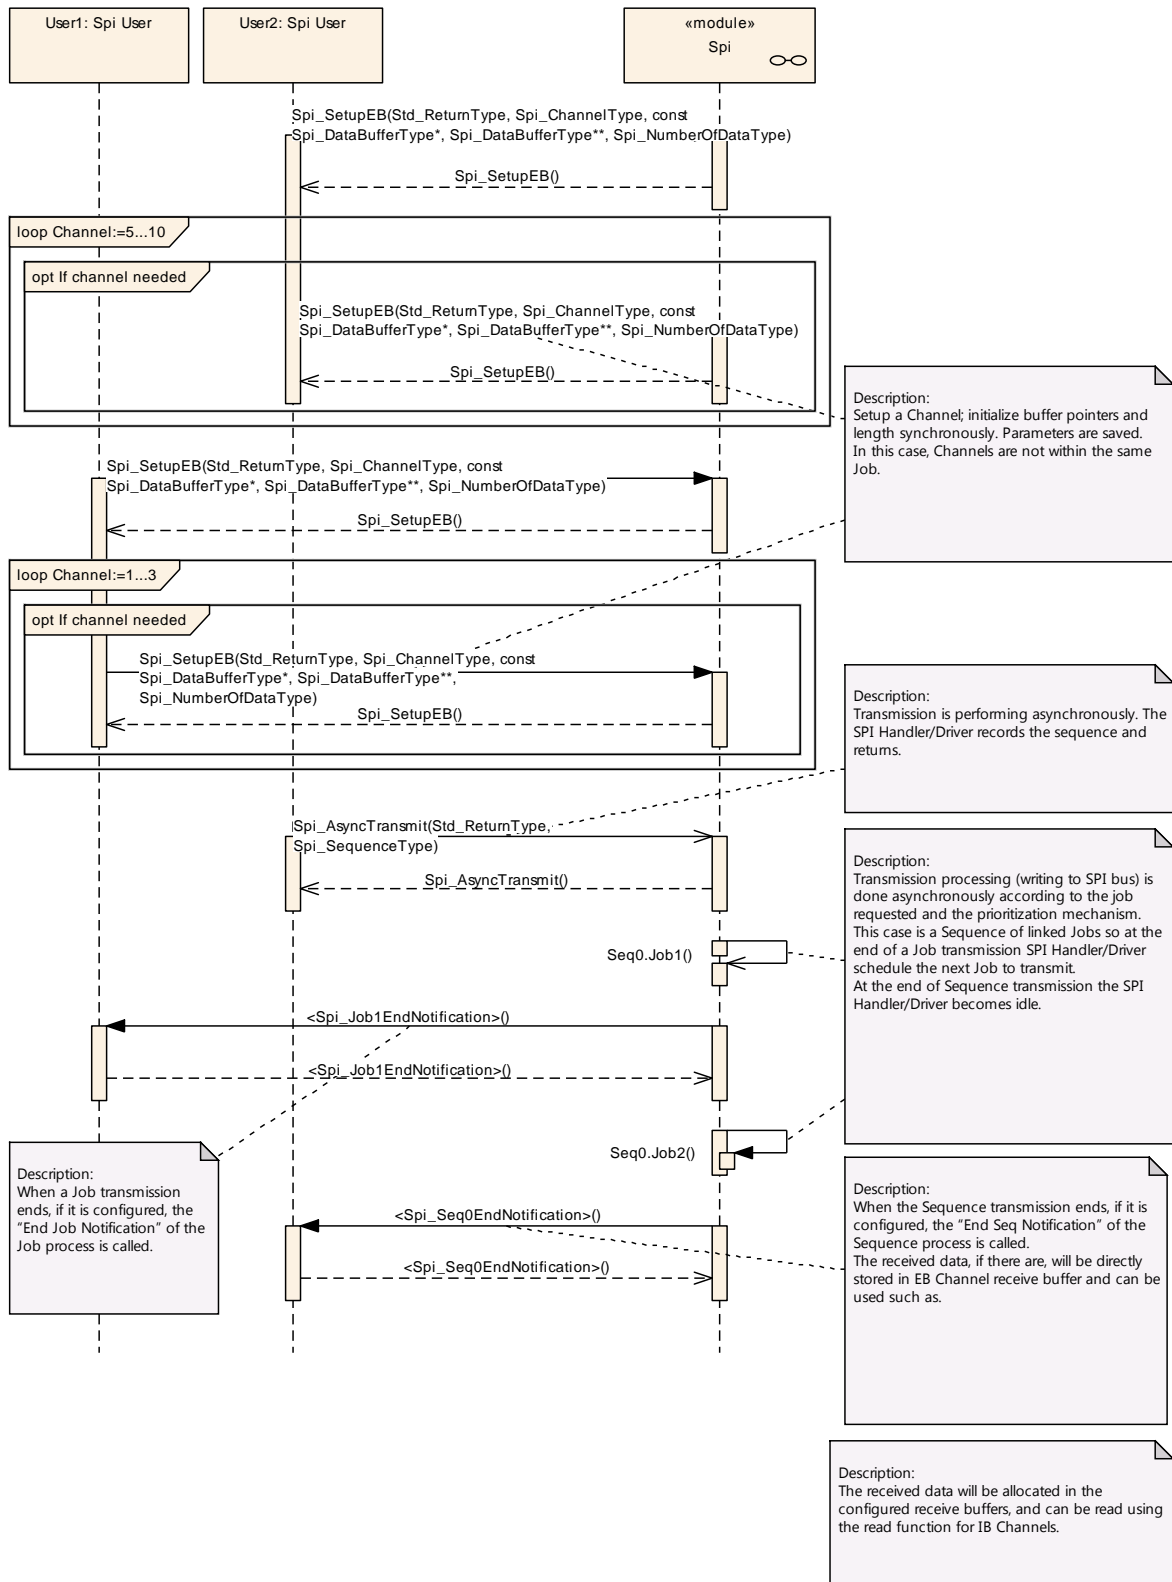 User1: Spi User
User2: Spi User
«module»
Spi
Spi_SetupEB(Std_ReturnType, Spi_ChannelType, const
Spi_DataBufferType*, Spi_DataBufferType**, Spi_NumberOfDataType)
Spi_SetupEB()
loop Channel:=5...10
opt If channel needed
Spi_SetupEB(Std_ReturnType, Spi_ChannelType, const
Spi_DataBufferType*, Spi_DataBufferType**, Spi_NumberOfDataType)
Spi_SetupEB()
Description:
Setup a Channel; initialize buffer pointers and
length synchronously. Parameters are saved.
In this case, Channels are not within the same
Job.
Spi_SetupEB(Std_ReturnType, Spi_ChannelType, const
Spi_DataBufferType*, Spi_DataBufferType**, Spi_NumberOfDataType)
Spi_SetupEB()
loop Channel:=1...3
opt If channel needed
Spi_SetupEB(Std_ReturnType, Spi_ChannelType, const
Spi_DataBufferType*, Spi_DataBufferType**,
Spi_NumberOfDataType)
Spi_SetupEB()
Description:
Transmission is performing asynchronously. The
SPI Handler/Driver records the sequence and
returns.
Spi_AsyncTransmit(Std_ReturnType,
Spi_SequenceType)
Spi_AsyncTransmit()
Description:
Transmission processing (writing to SPI bus) is
done asynchronously according to the job
requested and the prioritization mechanism.
This case is a Sequence of linked Jobs so at the
end of a Job transmission SPI Handler/Driver
schedule the next Job to transmit.
At the end of Sequence transmission the SPI
Handler/Driver becomes idle.
Seq0.Job1()
<Spi_Job1EndNotification>()
<Spi_Job1EndNotification>()
Seq0.Job2()
Description:
When a Job transmission
ends, if it is configured, the
“End Job Notification” of the
Job process is called.
<Spi_Seq0EndNotification>()
<Spi_Seq0EndNotification>()
Description:
When the Sequence transmission ends, if it is
configured, the “End Seq Notification” of the
Sequence process is called.
The received data, if there are, will be directly
stored in EB Channel receive buffer and can be
used such as.
Description:
The received data will be allocated in the
configured receive buffers, and can be read using
the read function for IB Channels.